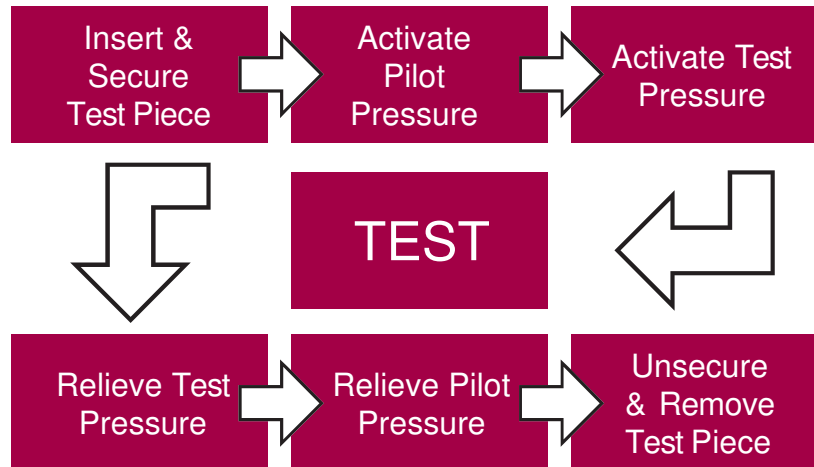 Insert &
Secure
Test Piece
Activate
Pilot
Pressure
Activate Test
Pressure
TEST
Relieve Test
Pressure
Relieve Pilot
Pressure
Unsecure
& Remove
Test Piece